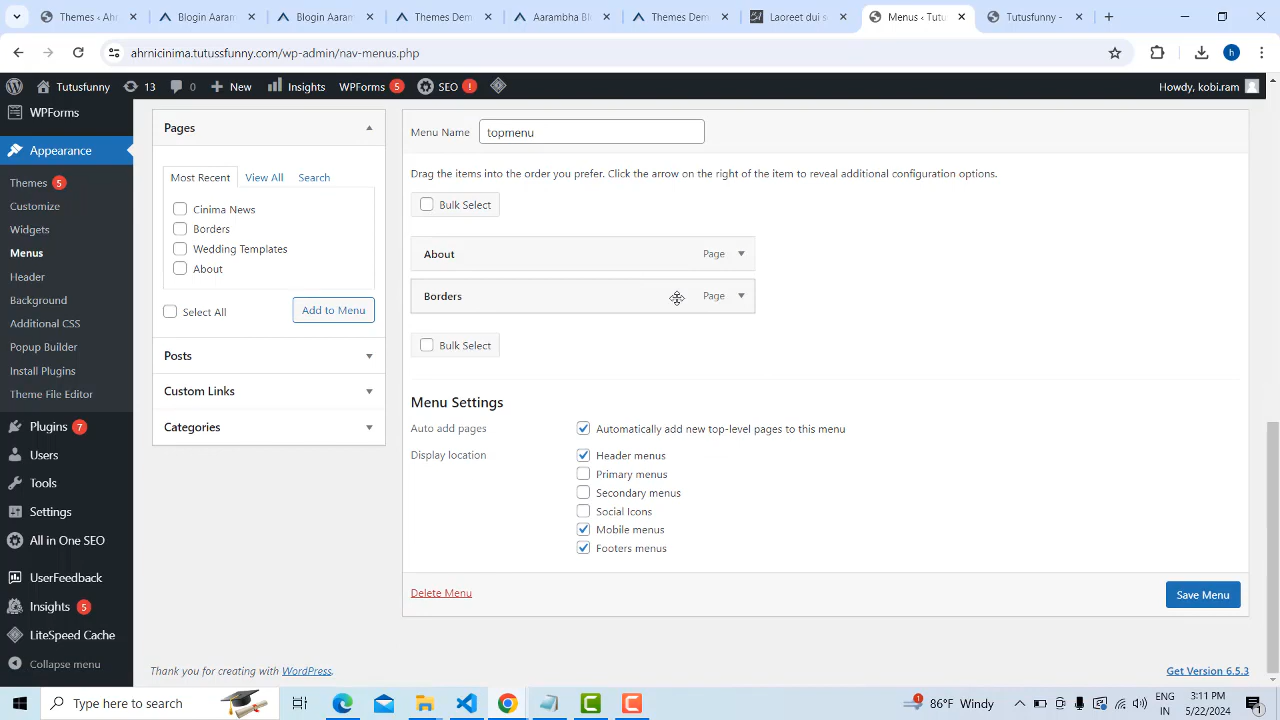 Themes ‹ Ah
Blogin Aaram
Blogin Aaram
Themes Dem
Aarambha Bl
Themes Dem
Laoreet dui s
Menus ‹ Tutu
Tutusfunny -
ahrnicinima.tutussfunny.com/wp-admin/nav-menus.php
h
Tutusfunny
13
0
New
Insights
WPForms 5
SEO !
Howdy, kobi.ram
WPForms
Appearance
Themes 5
Customize
Widgets
Menus
Header
Background
Additional CSS
Popup Builder
Install Plugins
Theme File Editor
Plugins 7
Users
Tools
Settings
All in One SEO
UserFeedback
Insights 5
LiteSpeed Cache
Collapse menu
Pages
Most Recent View All Search
Cinima News
Borders
Wedding Templates
About
Select All
Add to Menu
Posts
Custom Links
Categories
Menu Name topmenu
Drag the items into the order you prefer. Click the arrow on the right of the item to reveal additional configuration options.
Bulk Select
About Page
Borders Page
Bulk Select
Menu Settings
Auto add pages Automatically add new top-level pages to this menu
Display location Header menus
Primary menus
Secondary menus
Social Icons
Mobile menus
Footers menus
Delete Menu
Save Menu
Thank you for creating with WordPress.
Get Version 6.5.3
Type here to search
1
86°F Windy
ENG
IN
3:11 PM
5/22/2024
1